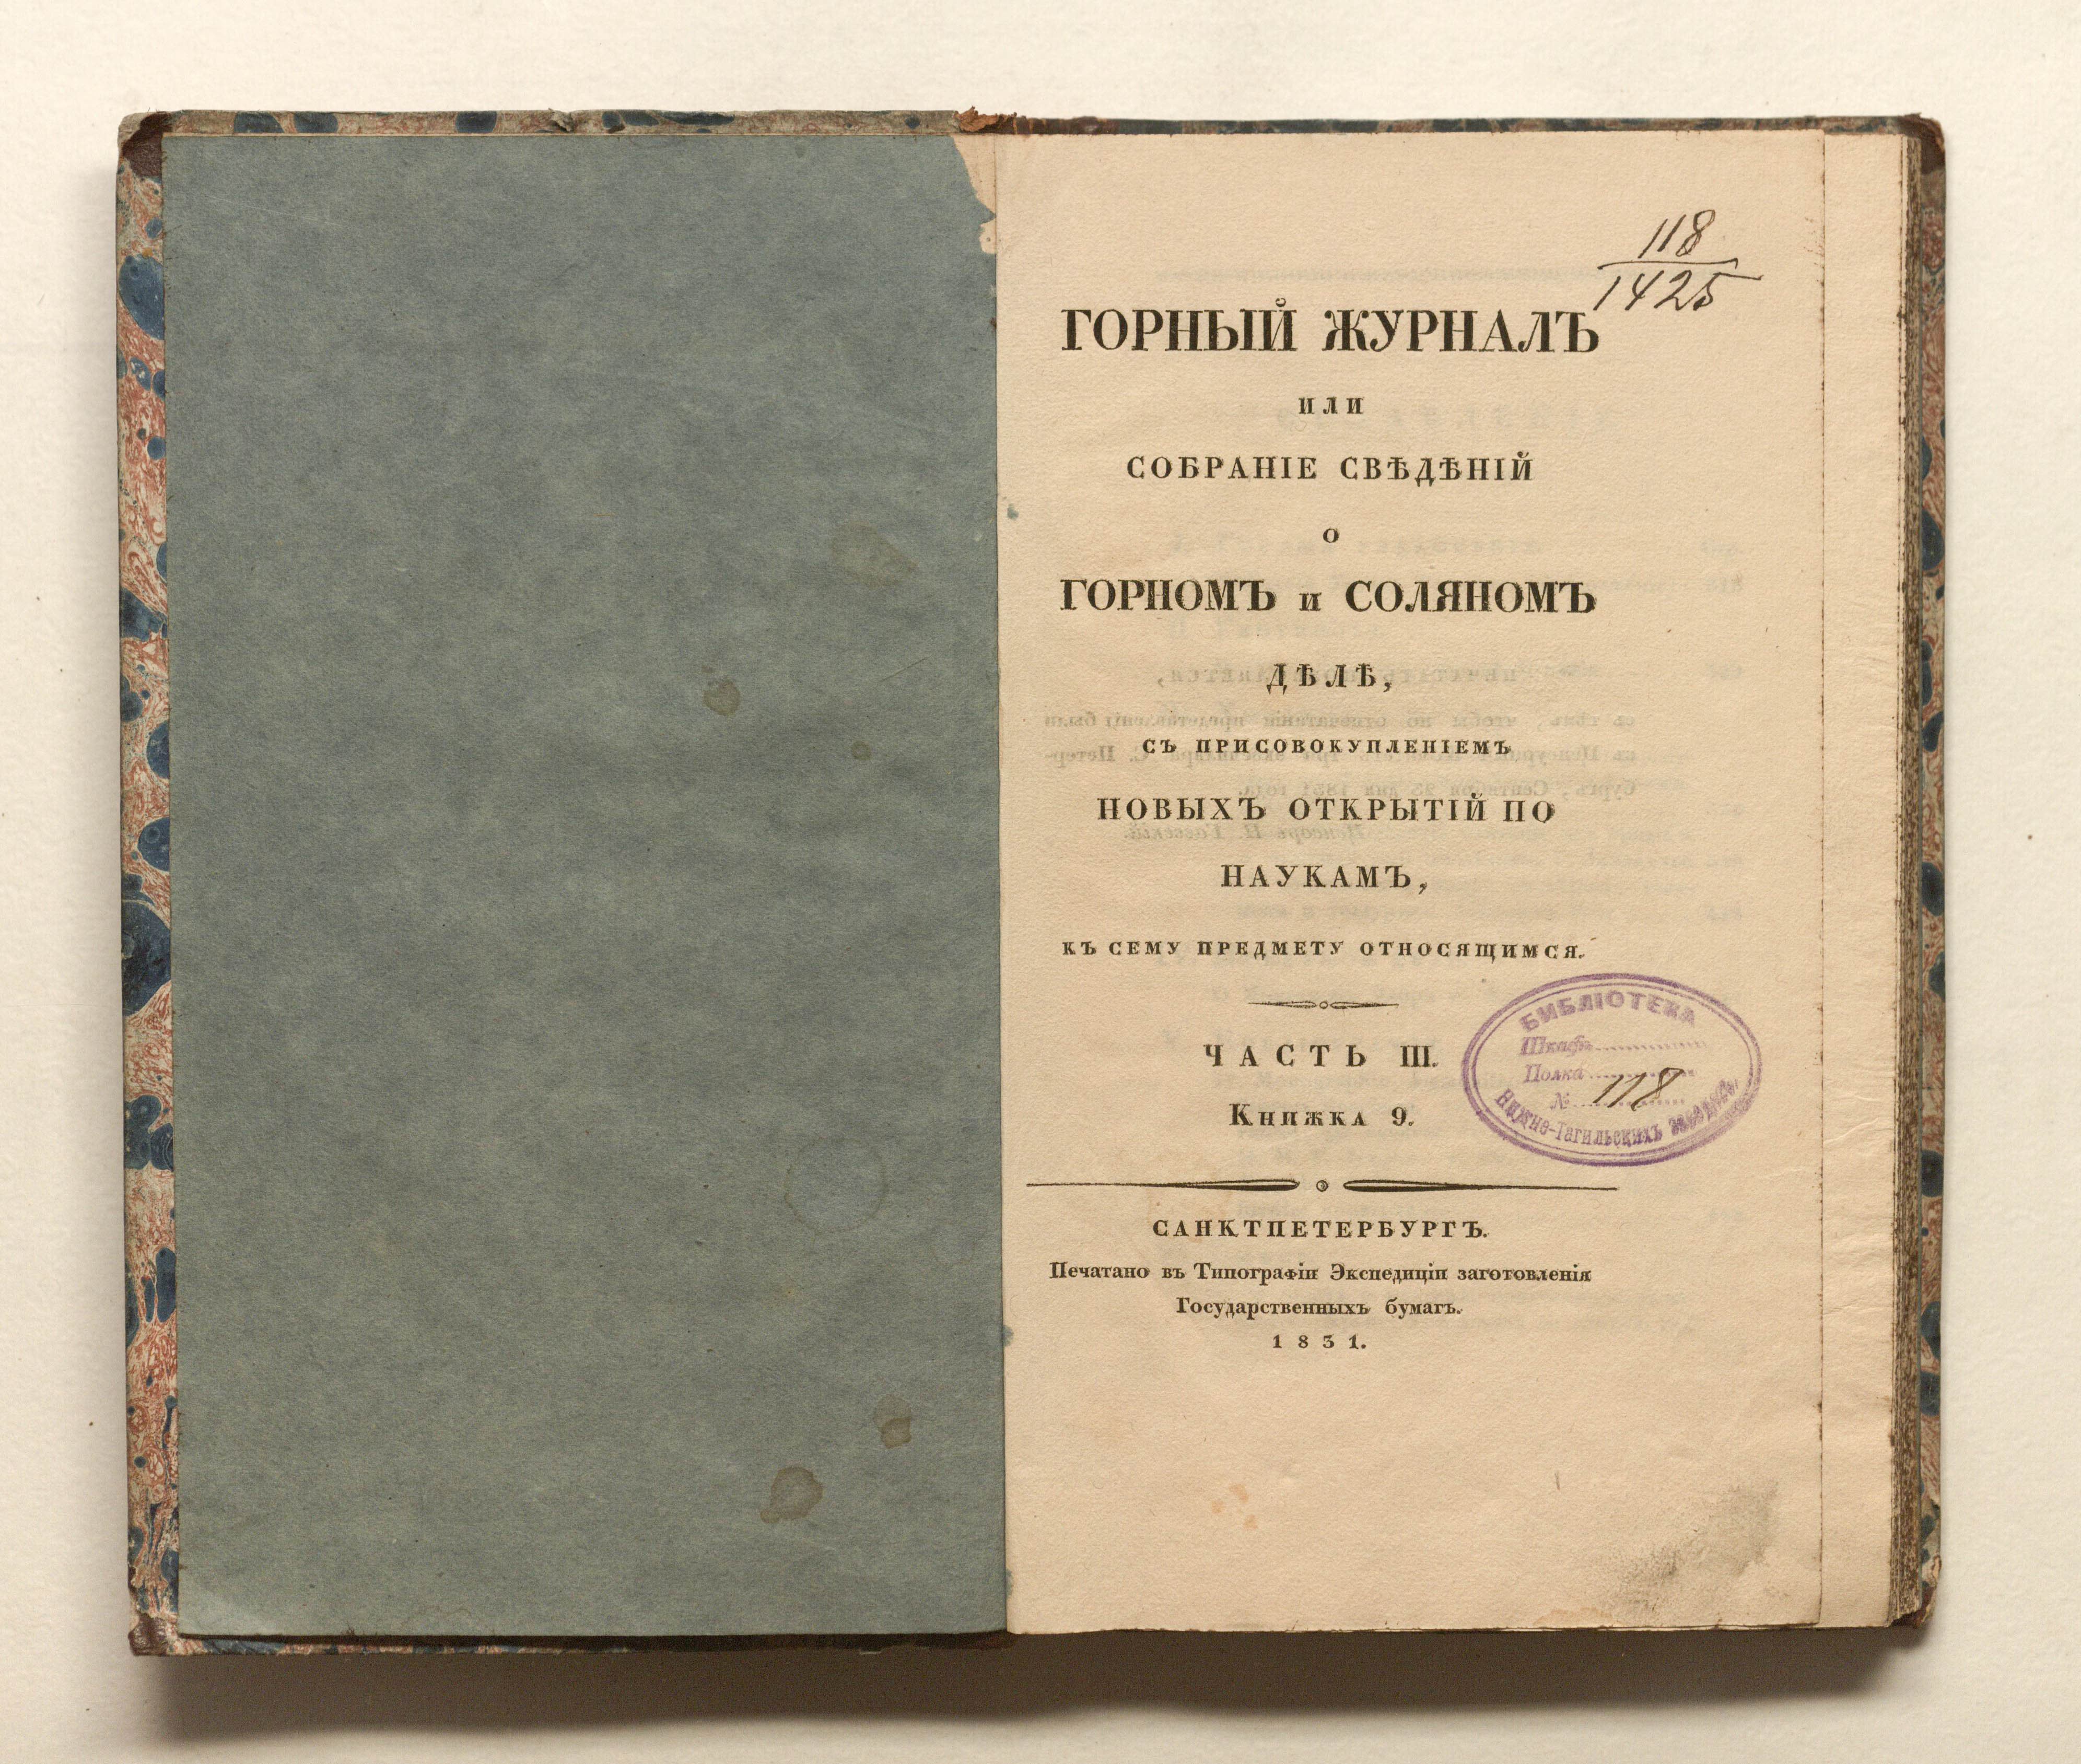 118
1425
ГОРНЫЙ ЖУРНАЛЪ
ИЛИ
СОБРАНІЕ СВѢДѢНІЙ
О
ГОРНОМЪ и СОЛЯНОМЪ
ДѢЛѢ,
СЪ ПРИСОВОКУПЛЕНІЕМЪ
НОВЫХЪ ОТКРЫТІЙ ПО
НАУКАМЪ,
КЪ СЕМУ ПРЕДМЕТУ ОТНОСЯЩИМСЯ.
ЧАСТЬ III.
Книжка 9.
БИБЛІОТЕКА
Шкафъ
Полка
№ 118
Нижне-Тагильскихъ заводовъ.
САНКТПЕТЕРБУРГЪ.
Печатано въ Типографіи Экспедиціи заготовленія
Государственныхъ бумагъ.
1831.